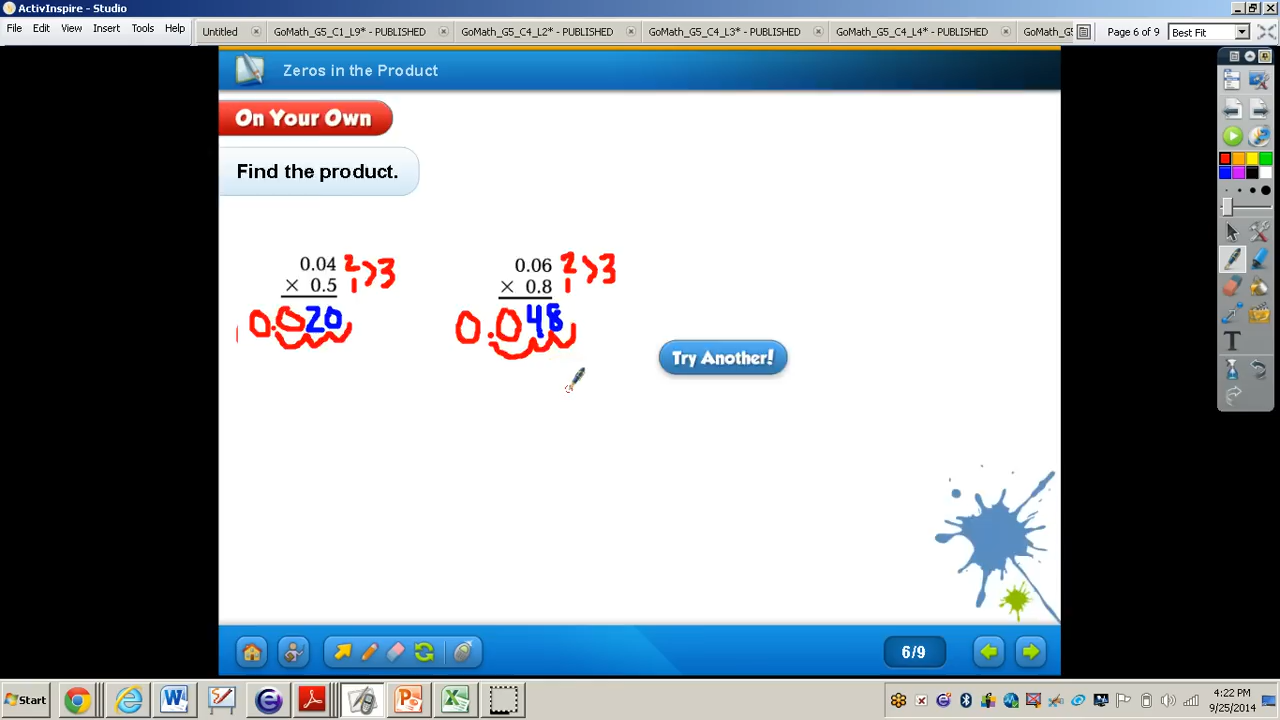 ActivInspire - Studio
File Edit View Insert Tools Help Untitled GoMath_G5_C1_L9* - PUBLISHED GoMath_G5_C4_L2* - PUBLISHED GoMath_G5_C4_L3* - PUBLISHED GoMath_G5_C4_L4* - PUBLISHED GoMath_G5 Page 6 of 9 Best Fit
Zeros in the Product
On Your Own
Find the product.
0.04 2 > 3
× 0.5 1
0.020
0.06 2 > 3
× 0.8 1
0.048
Try Another!
6/9
Start
4:22 PM
9/25/2014